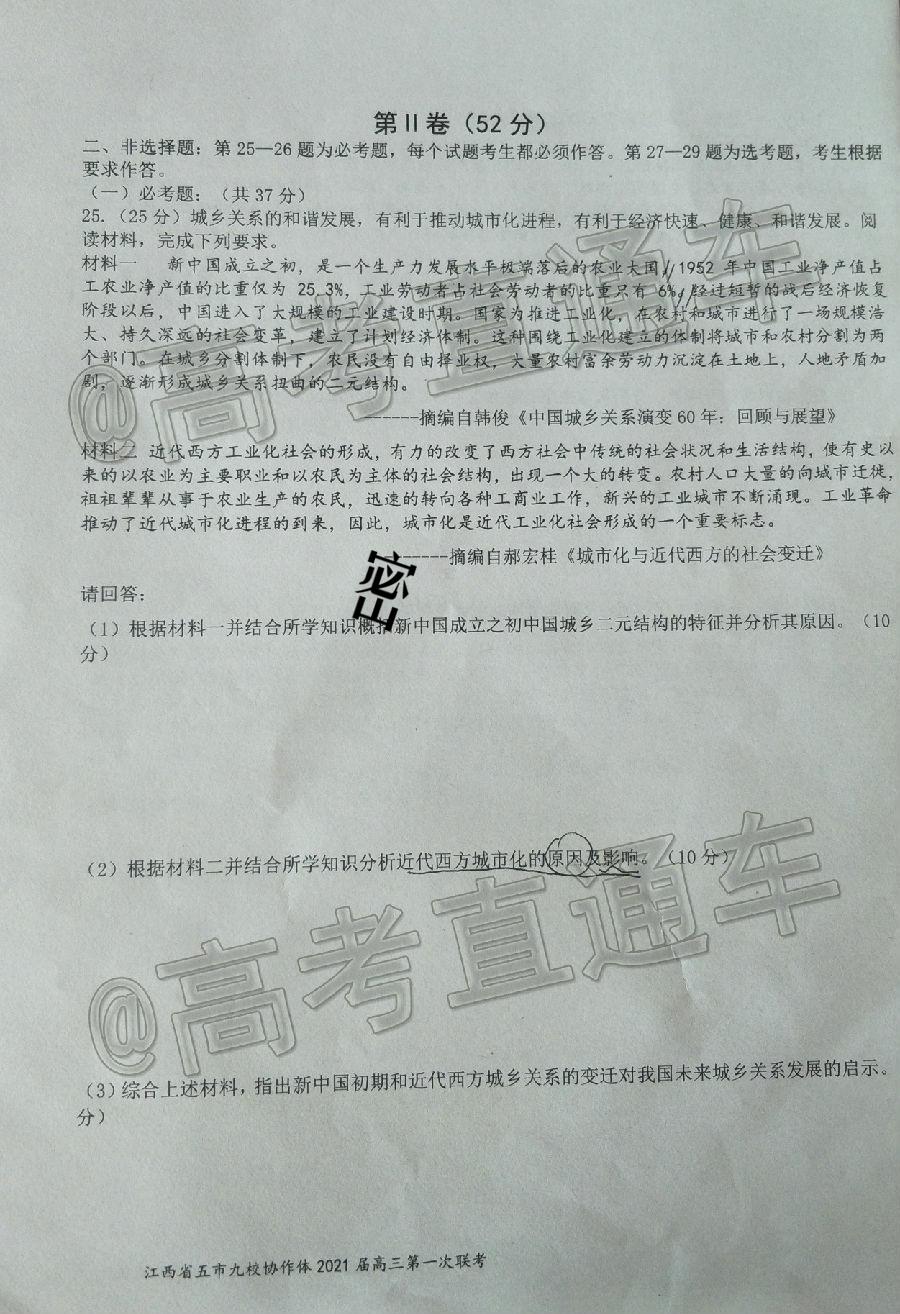 第II卷（52分）
二、非选择题：第25—26题为必考题，每个试题考生都必须作答。第27—29题为选考题，考生根据
要求作答。
（一）必考题：（共37分）
25.（25分）城乡关系的和谐发展，有利于推动城市化进程，有利于经济快速、健康、和谐发展。阅
读材料，完成下列要求。
材料一 新中国成立之初，是一个生产力发展水平极端落后的农业大国，1952年中国工业净产值占
工农业净产值的比重仅为25.3%，工业劳动者占社会劳动者的比重只有6%，经过短暂的战后经济恢复
阶段以后，中国进入了大规模的工业建设时期。国家为推进工业化，在农村和城市进行了一场规模浩
大、持久深远的社会变革，建立了计划经济体制。这种围绕工业化建立的体制将城市和农村分割为两
个部门。在城乡分割体制下，农民没有自由择业权，大量农村富余劳动力沉淀在土地上，人地矛盾加
剧，逐渐形成城乡关系扭曲的二元结构。
------摘编自韩俊《中国城乡关系演变60年：回顾与展望》
材料二 近代西方工业化社会的形成，有力的改变了西方社会中传统的社会状况和生活结构，使有史以
来的以农业为主要职业和以农民为主体的社会结构，出现一个大的转变。农村人口大量的向城市迁徙，
祖祖辈辈从事于农业生产的农民，迅速的转向各种工商业工作，新兴的工业城市不断涌现。工业革命
推动了近代城市化进程的到来，因此，城市化是近代工业化社会形成的一个重要标志。
------摘编自郝宏桂《城市化与近代西方的社会变迁》
密
请回答：
（1）根据材料一并结合所学知识概括新中国成立之初中国城乡二元结构的特征并分析其原因。（10
分）
（2）根据材料二并结合所学知识分析近代西方城市化的原因及影响。（10分）
（3）综合上述材料，指出新中国初期和近代西方城乡关系的变迁对我国未来城乡关系发展的启示。
分）
江西省五市九校协作体2021届高三第一次联考
@高考直通车
@高考直通车